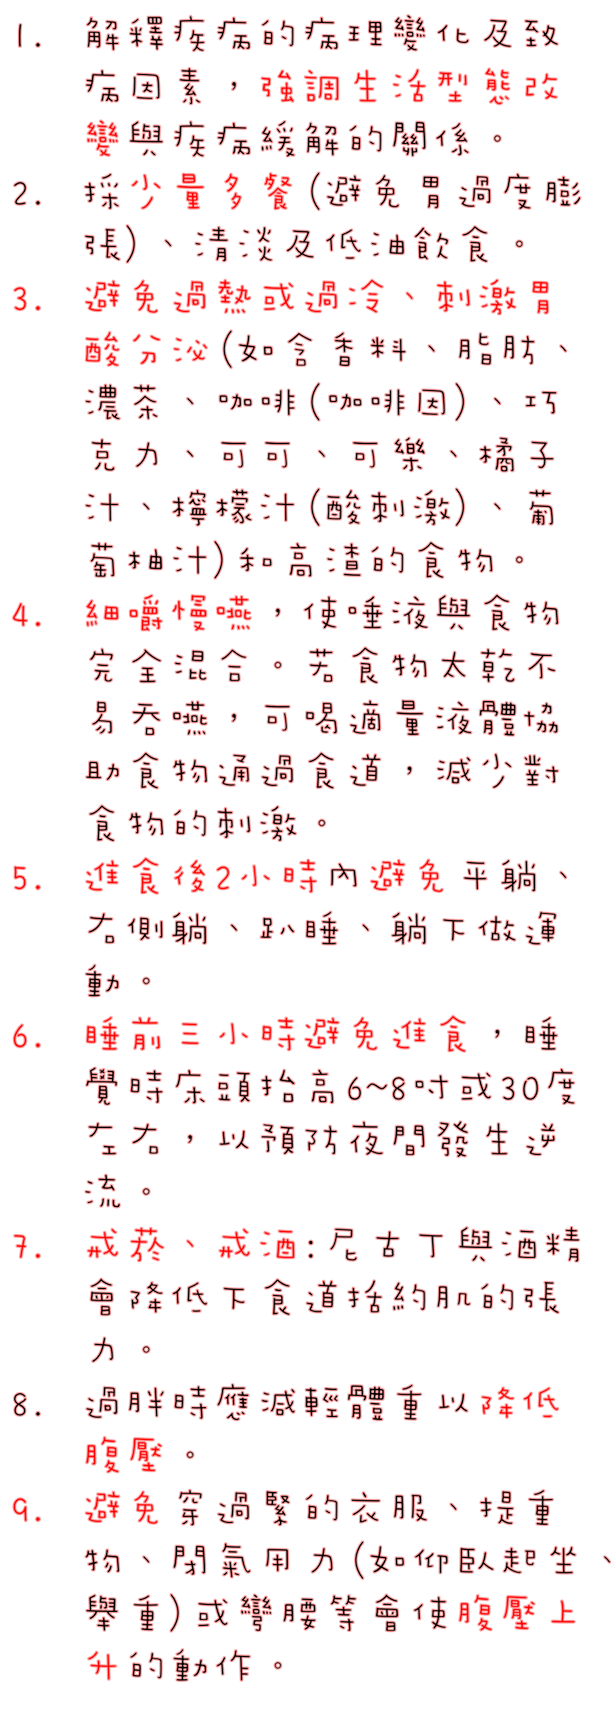 1. 解釋疾病的病理變化及致
病因素，強調生活型態改
變與疾病緩解的關係。
2. 採少量多餐(避免胃過度膨
張)、清淡及低油飲食。
3. 避免過熱或過冷、刺激胃
酸分泌(如含香料、脂肪、
濃茶、咖啡(咖啡因)、巧
克力、可可、可樂、橘子
汁、檸檬汁(酸刺激)、葡
萄柚汁)和高渣的食物。
4. 細嚼慢嚥，使唾液與食物
完全混合。若食物太乾不
易吞嚥，可喝適量液體協
助食物通過食道，減少對
食物的刺激。
5. 進食後2小時內避免平躺、
右側躺、趴睡、躺下做運
動。
6. 睡前三小時避免進食，睡
覺時床頭抬高6~8吋或30度
左右，以預防夜間發生逆
流。
7. 戒菸、戒酒:尼古丁與酒精
會降低下食道括約肌的張
力。
8. 過胖時應減輕體重以降低
腹壓。
9. 避免穿過緊的衣服、提重
物、閉氣用力(如仰臥起坐、
舉重)或彎腰等會使腹壓上
升的動作。